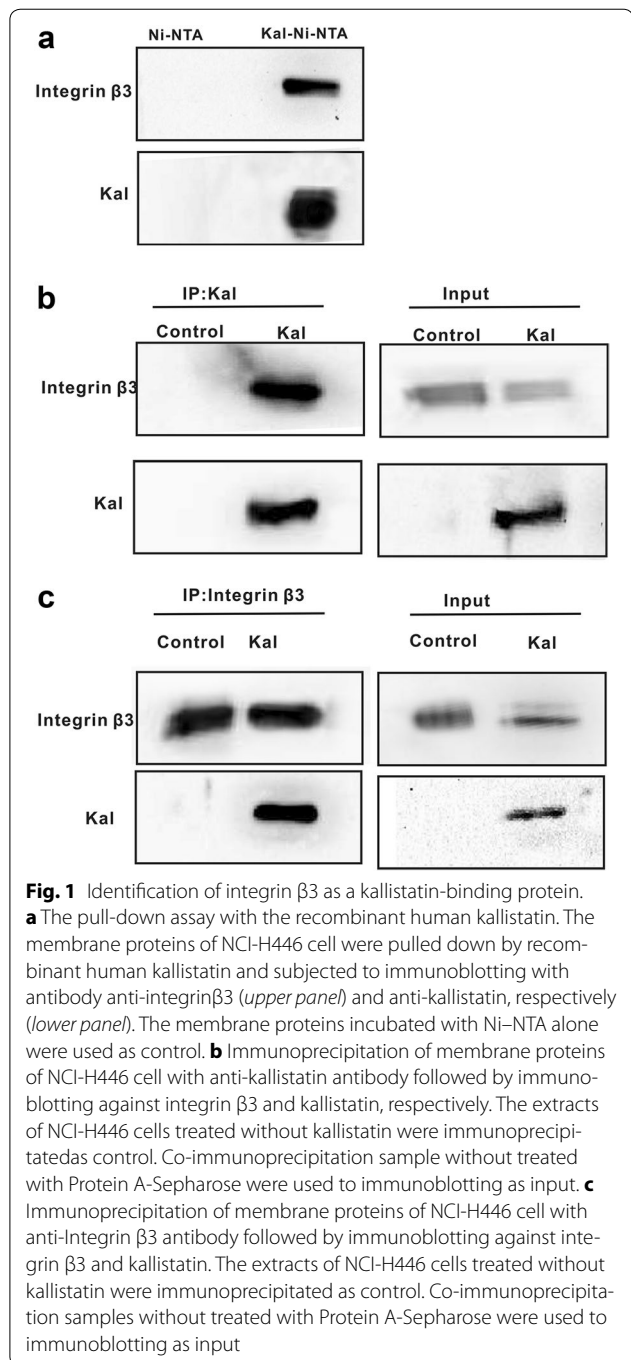 a
Ni-NTA Kal-Ni-NTA
Integrin β3
Kal
b
IP:Kal Input
Control Kal Control Kal
Integrin β3
Kal
c
IP:Integrin β3 Input
Control Kal Control Kal
Integrin β3
Kal
Fig. 1 Identification of integrin β3 as a kallistatin-binding protein.
a The pull-down assay with the recombinant human kallistatin. The
membrane proteins of NCI-H446 cell were pulled down by recom-
binant human kallistatin and subjected to immunoblotting with
antibody anti-integrinβ3 (upper panel) and anti-kallistatin, respectively
(lower panel). The membrane proteins incubated with Ni–NTA alone
were used as control. b Immunoprecipitation of membrane proteins
of NCI-H446 cell with anti-kallistatin antibody followed by immuno-
blotting against integrin β3 and kallistatin, respectively. The extracts
of NCI-H446 cells treated without kallistatin were immunoprecipi-
tatedas control. Co-immunoprecipitation sample without treated
with Protein A-Sepharose were used to immunoblotting as input. c
Immunoprecipitation of membrane proteins of NCI-H446 cell with
anti-Integrin β3 antibody followed by immunoblotting against inte-
grin β3 and kallistatin. The extracts of NCI-H446 cells treated without
kallistatin were immunoprecipitated as control. Co-immunoprecipita-
tion samples without treated with Protein A-Sepharose were used to
immunoblotting as input